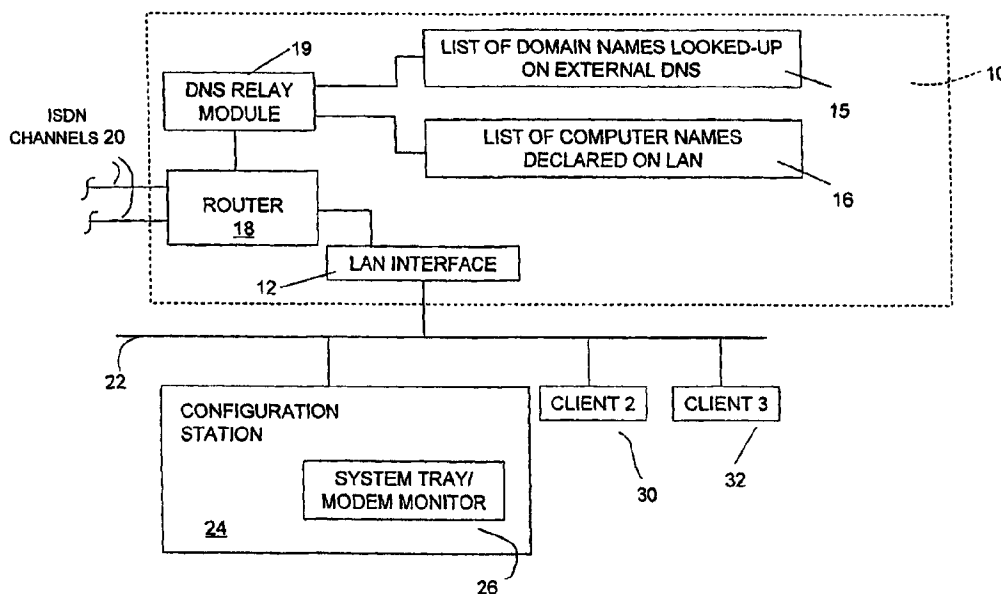 19
DNS RELAY
MODULE
LIST OF DOMAIN NAMES LOOKED-UP
ON EXTERNAL DNS
15
10
ISDN
CHANNELS 20
LIST OF COMPUTER NAMES
DECLARED ON LAN
16
ROUTER
18
12
LAN INTERFACE
22
CONFIGURATION
STATION
SYSTEM TRAY/
MODEM MONITOR
24
26
CLIENT 2
30
CLIENT 3
32